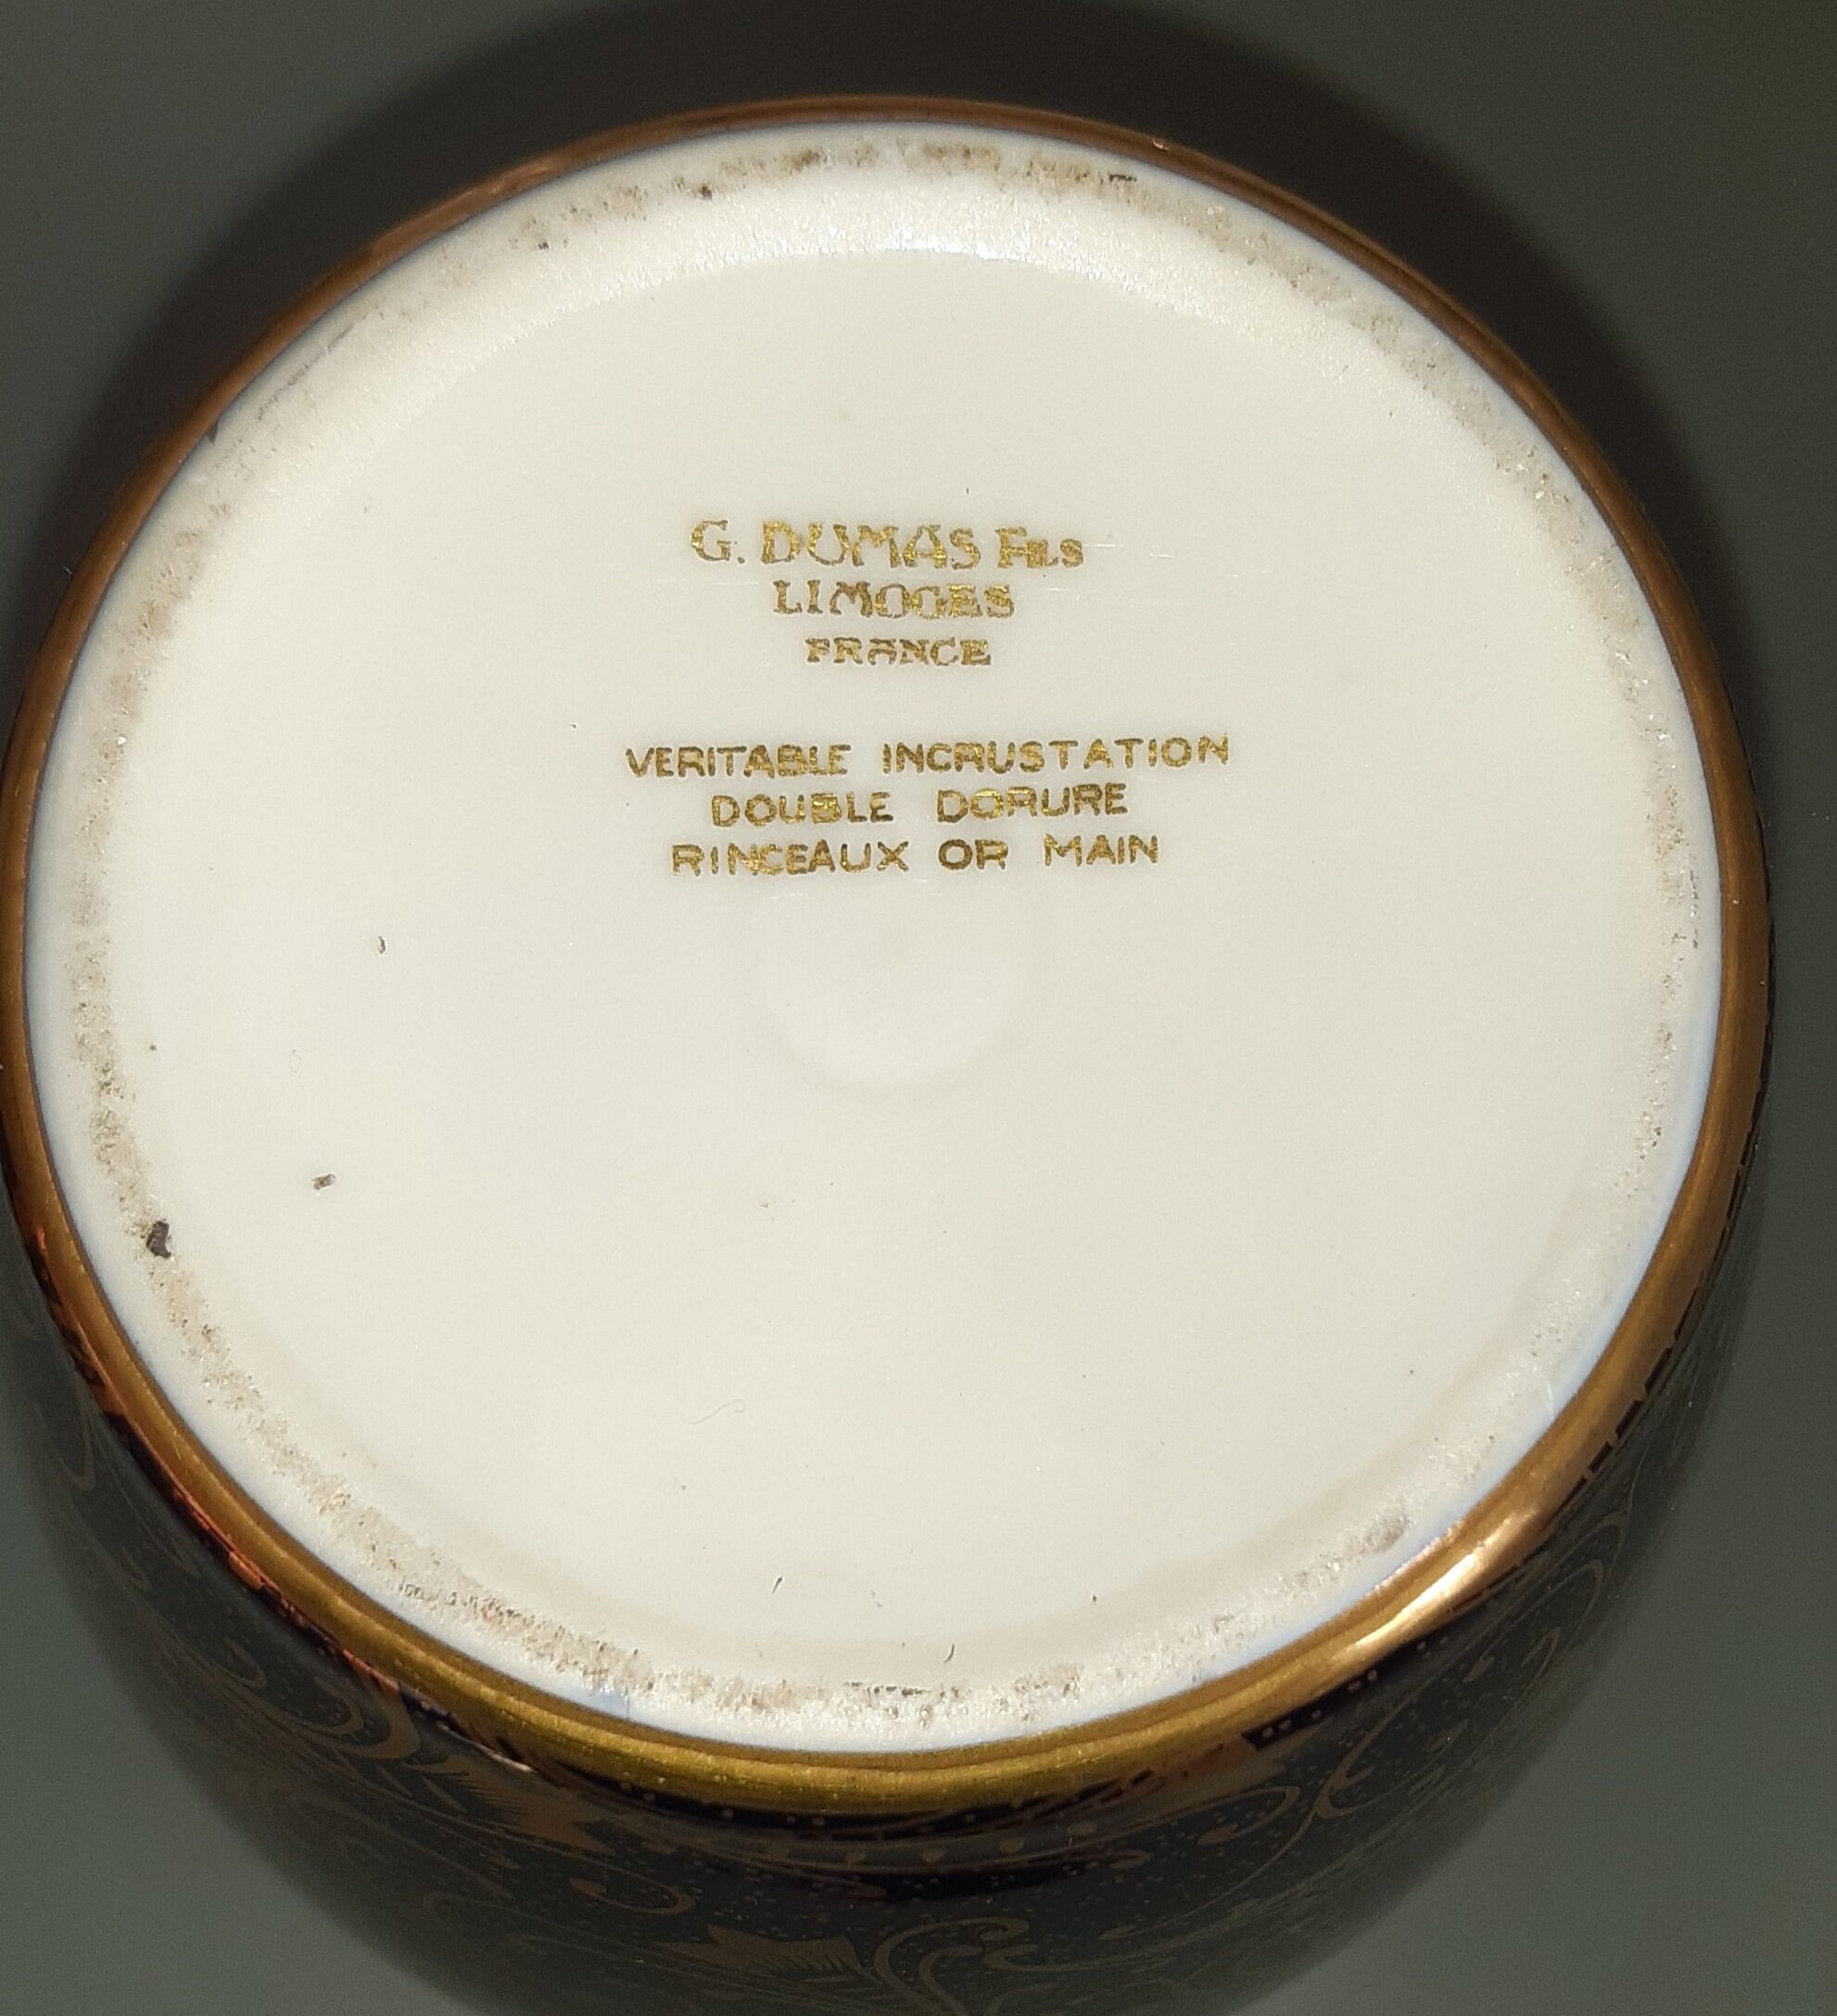 G. DUMAS FILS
LIMOGES
FRANCE
VERITABLE INCRUSTATION
DOUBLE DORURE
RINCEAUX OR MAIN